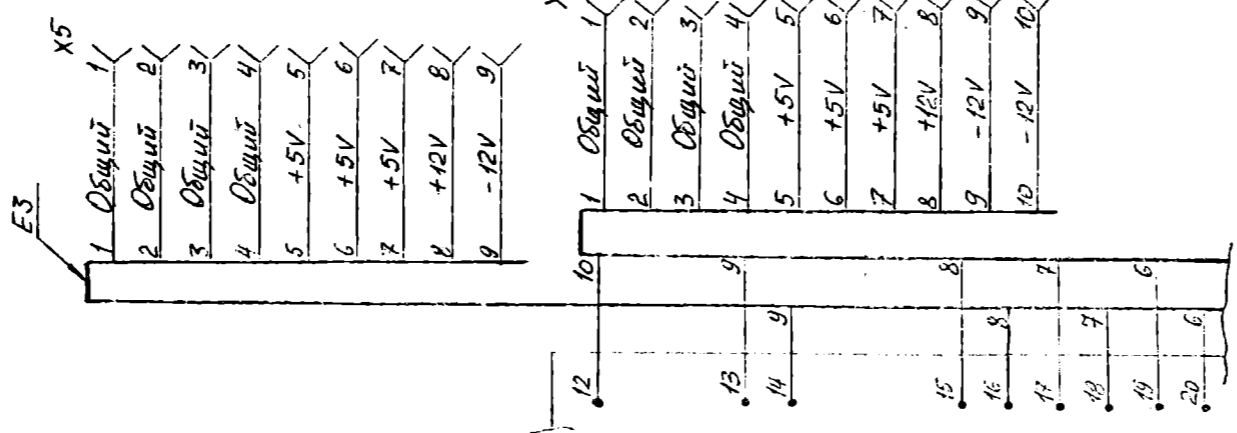 E3
X5
1 Общий 1
2 Общий 2
3 Общий 3
4 Общий 4
5 +5V 5
6 +5V 6
7 +5V 7
8 +12V 8
9 -12V 9
1 Общий 1
2 Общий 2
3 Общий 3
4 Общий 4
5 +5V 5
6 +5V 6
7 +5V 7
8 +12V 8
9 -12V 9
10 -12V 10
12 10
13 9
14 9
15 8
16 8
17 7
18 7
19 6
20 6